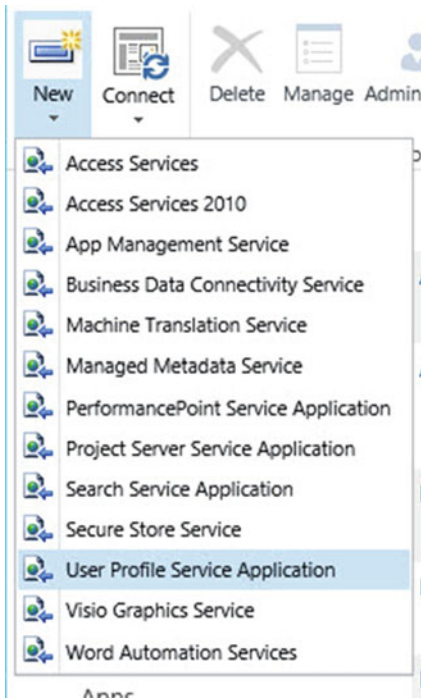 New
Connect
Delete
Manage
Admin
Access Services
Access Services 2010
App Management Service
Business Data Connectivity Service
Machine Translation Service
Managed Metadata Service
PerformancePoint Service Application
Project Server Service Application
Search Service Application
Secure Store Service
User Profile Service Application
Visio Graphics Service
Word Automation Services